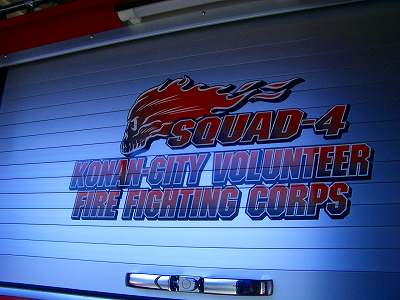 SQUAD-4
KONAN-CITY VOLUNTEER
FIRE FIGHTING CORPS